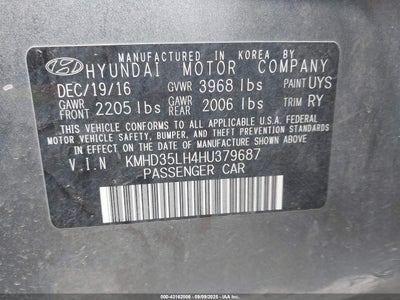 MANUFACTURED IN KOREA BY
HYUNDAI MOTOR COMPANY
DEC/19/16 GVWR 3968 lbs PAINT UYS
GAWR FRONT 2205 lbs GAWR REAR 2006 lbs TRIM RY
THIS VEHICLE CONFORMS TO ALL APPLICABLE U.S.A. FEDERAL
MOTOR VEHICLE SAFETY, BUMPER, AND THEFT PREVENTION
STANDARDS IN EFFECT ON THE DATE OF MANUFACTURE SHOWN ABOVE.
V.I.N KMHD35LH4HU379687
PASSENGER CAR
000-43162006 - 09/09/2025 - IAA, Inc.